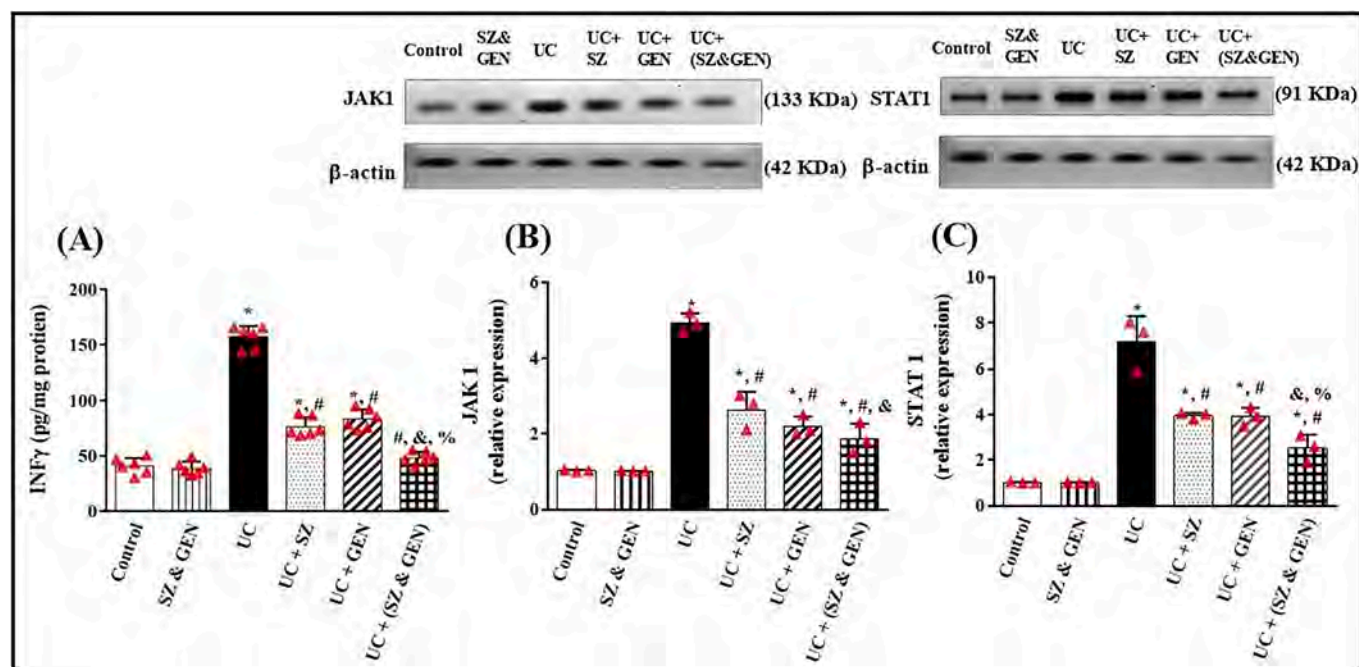 Control SZ& GEN UC UC+ SZ UC+ GEN UC+ (SZ&GEN)
JAK1 (133 KDa)
β-actin (42 KDa)
Control SZ& GEN UC UC+ SZ UC+ GEN UC+ (SZ&GEN)
STAT1 (91 KDa)
β-actin (42 KDa)
(A)
INFγ (pg/mg protien)
200
150
100
50
0
*
*, #
*, #
#, &, %
Control
SZ & GEN
UC
UC + SZ
UC + GEN
UC + (SZ & GEN)
(B)
JAK 1
(relative expression)
6
4
2
0
*
*, #
*, #
*, #, &
Control
SZ & GEN
UC
UC + SZ
UC + GEN
UC + (SZ & GEN)
(C)
STAT 1
(relative expression)
10
8
6
4
2
0
*
*, #
*, #
&, %
*, #
Control
SZ & GEN
UC
UC + SZ
UC + GEN
UC + (SZ & GEN)